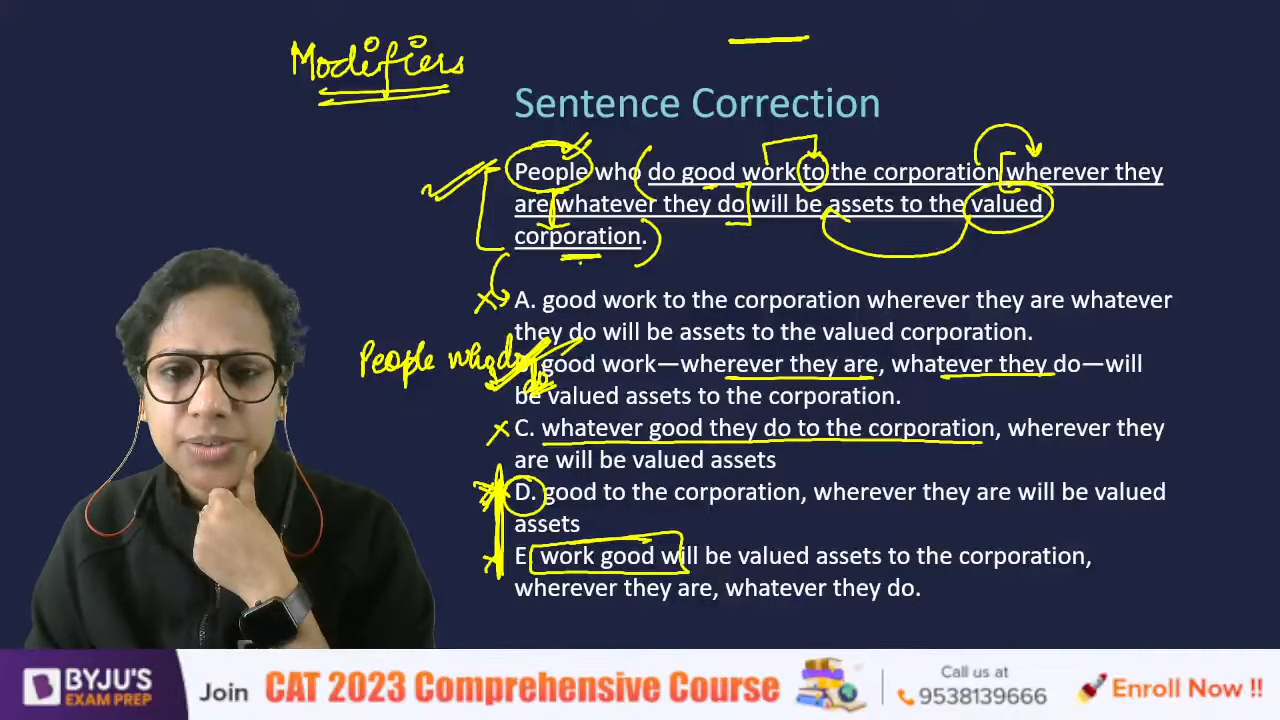 Modifiers
Sentence Correction
People who do good work to the corporation wherever they
are whatever they do will be assets to the valued
corporation.
A. good work to the corporation wherever they are whatever
they do will be assets to the valued corporation.
People who do
good work—wherever they are, whatever they do—will
do
be valued assets to the corporation.
C. whatever good they do to the corporation, wherever they
are will be valued assets
D. good to the corporation, wherever they are will be valued
assets
E. work good will be valued assets to the corporation,
wherever they are, whatever they do.
BYJU'S
EXAM PREP
Join CAT 2023 Comprehensive Course
Call us at
9538139666
Enroll Now !!